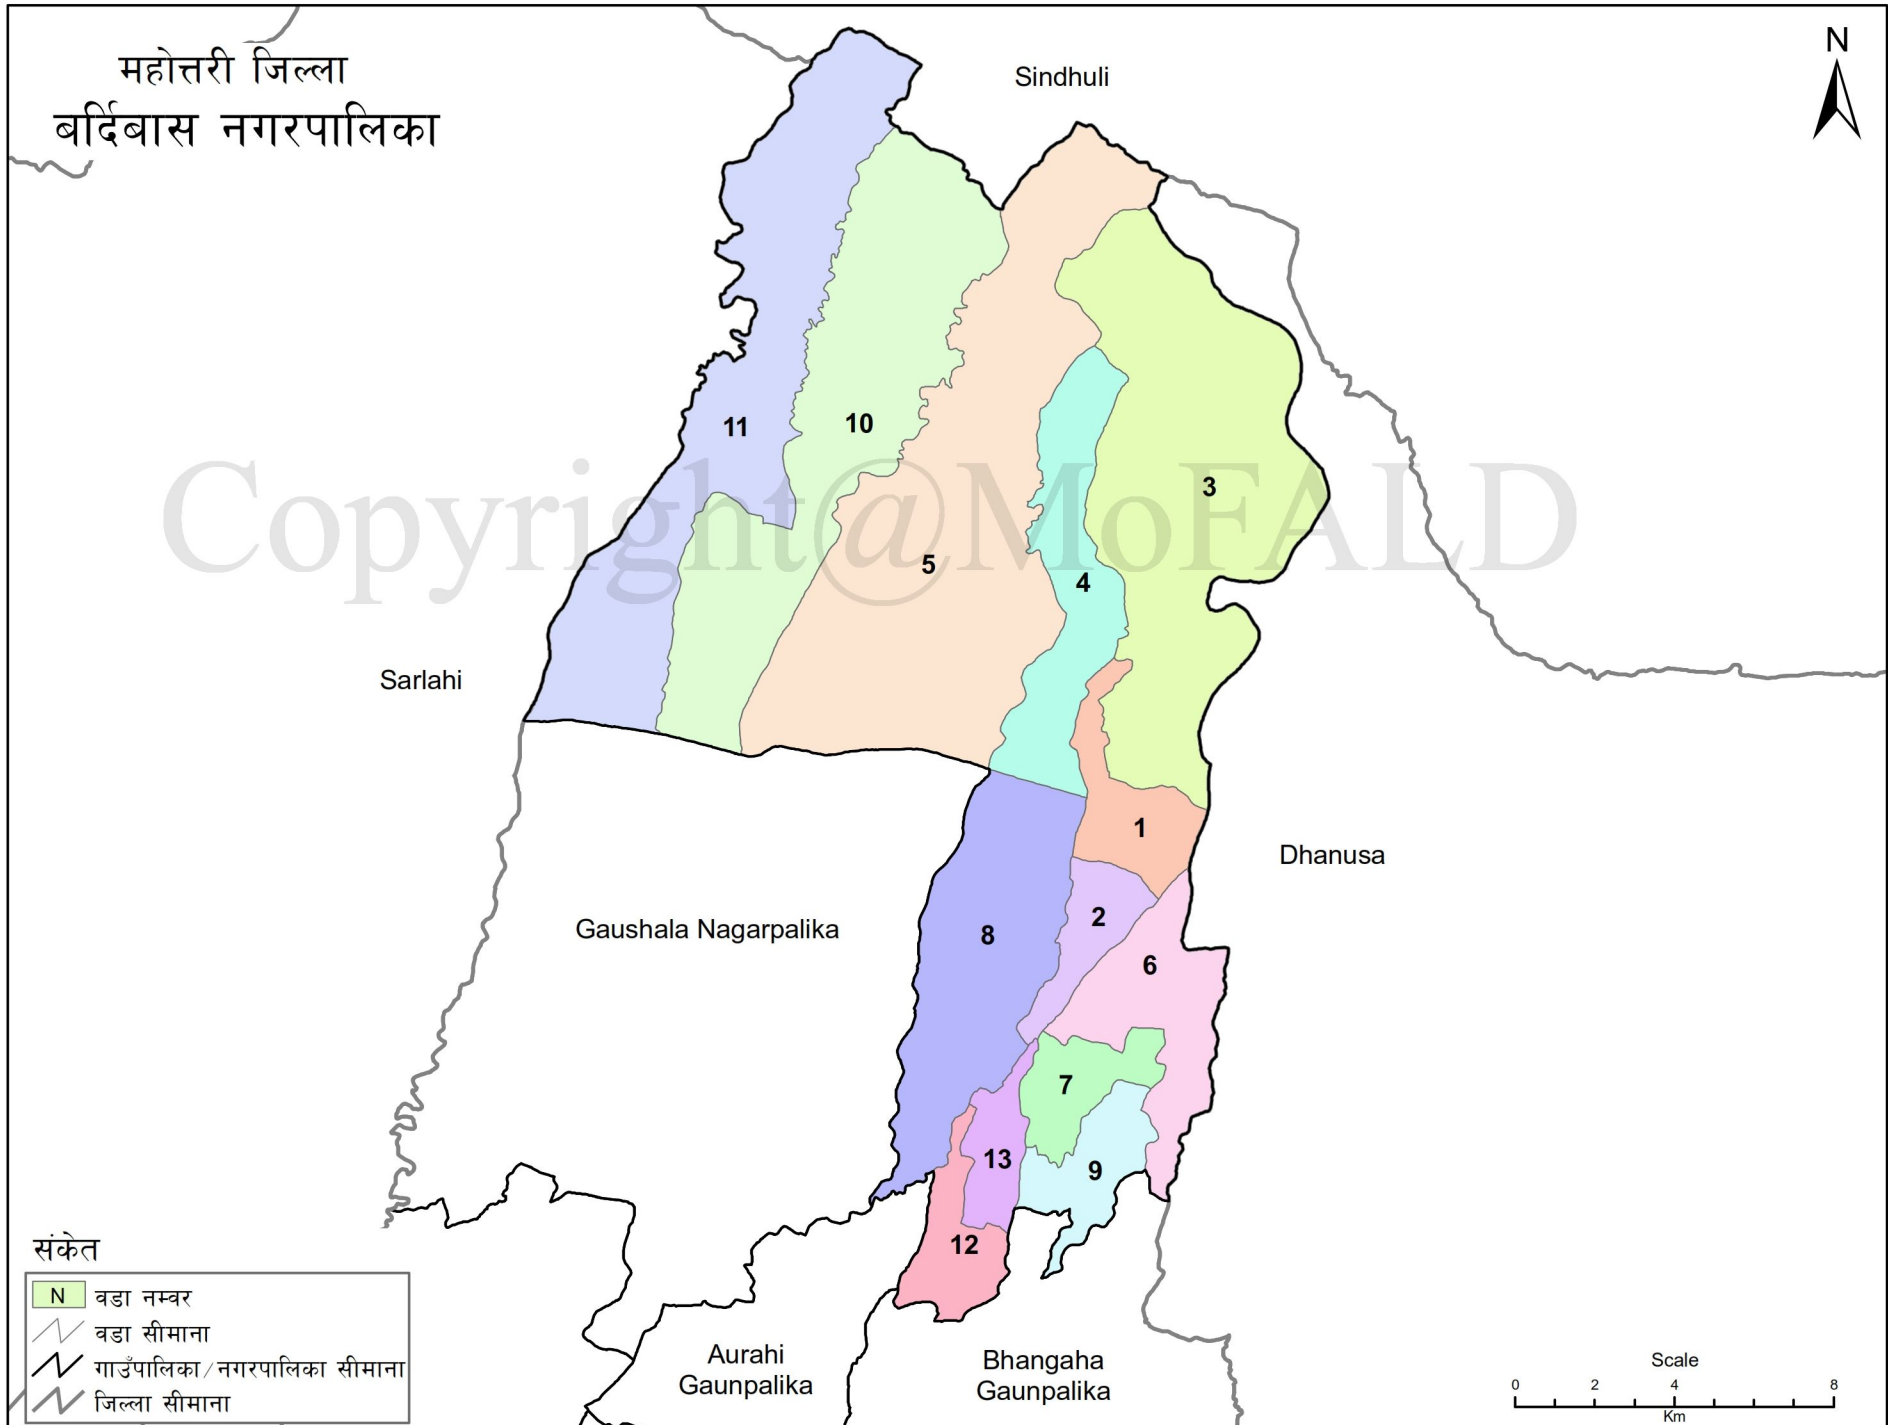 महोत्तरी जिल्ला
बर्दिबास नगरपालिका
N
Sindhuli
11
10
3
Copyright@MoFALD
5
4
Sarlahi
1
Dhanusa
2
Gaushala Nagarpalika
8
6
7
13
9
12
संकेत
N वडा नम्वर
वडा सीमाना
गाउँपालिका/नगरपालिका सीमाना
जिल्ला सीमाना
Aurahi
Gaunpalika
Bhangaha
Gaunpalika
Scale
0 2 4 8
Km